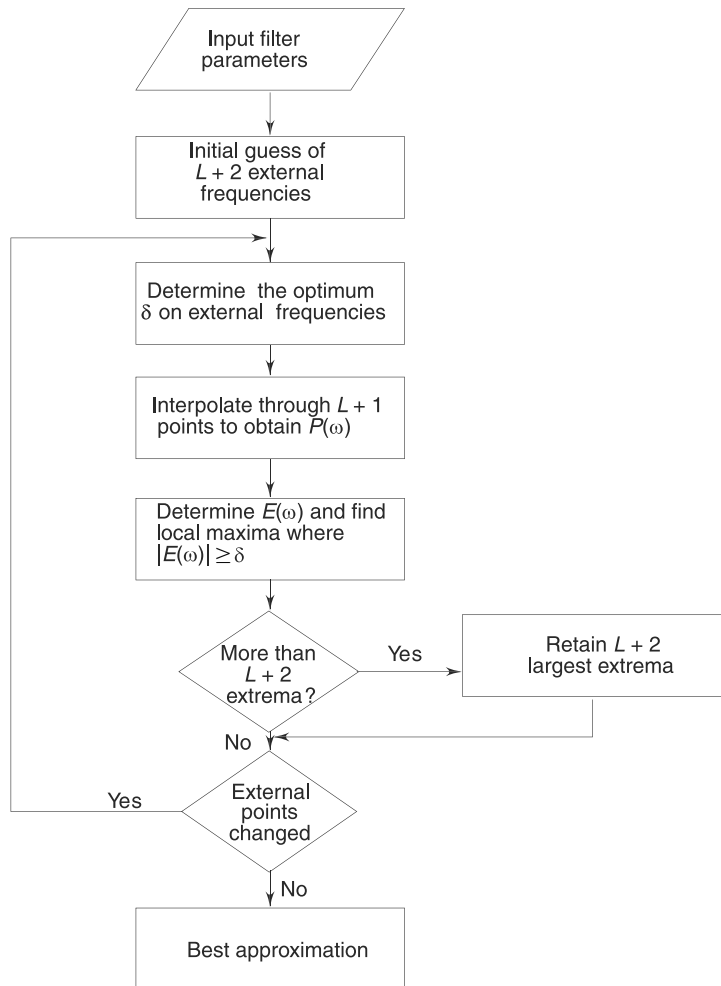 Input filter
parameters
Initial guess of
L + 2 external
frequencies
Determine the optimum
δ on external frequencies
Interpolate through L + 1
points to obtain P(ω)
Determine E(ω) and find
local maxima where
|E(ω)| ≥ δ
More than
L + 2
extrema?
Yes
Retain L + 2
largest extrema
No
External
points
changed
Yes
No
Best approximation